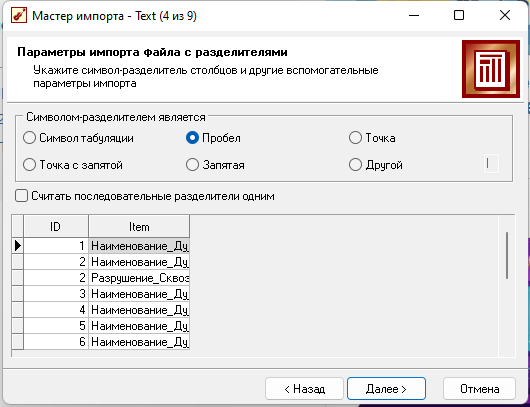 Мастер импорта - Text (4 из 9)
Параметры импорта файла с разделителями
Укажите символ-разделитель столбцов и другие вспомогательные
параметры импорта
Символом-разделителем является
Символ табуляции
Пробел
Точка
Точка с запятой
Запятая
Другой
Считать последовательные разделители одним
ID Item
1 Наименование_Ду
2 Наименование_Ду
2 Разрушение_Сквоз
3 Наименование_Ду
4 Наименование_Ду
5 Наименование_Ду
6 Наименование_Ду
< Назад
Далее >
Отмена